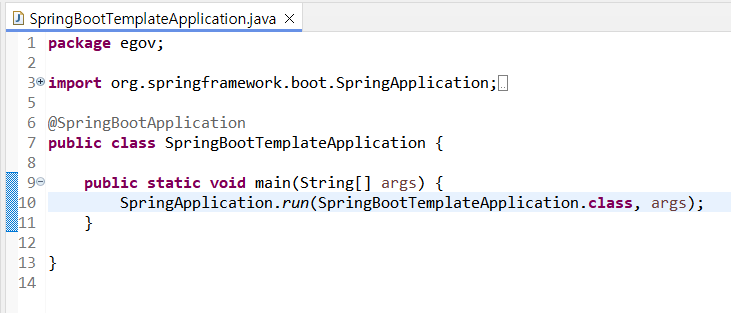 SpringBootTemplateApplication.java
1 package egov;
2
3 import org.springframework.boot.SpringApplication;
5
6 @SpringBootApplication
7 public class SpringBootTemplateApplication {
8
9 public static void main(String[] args) {
10 SpringApplication.run(SpringBootTemplateApplication.class, args);
11 }
12
13 }
14